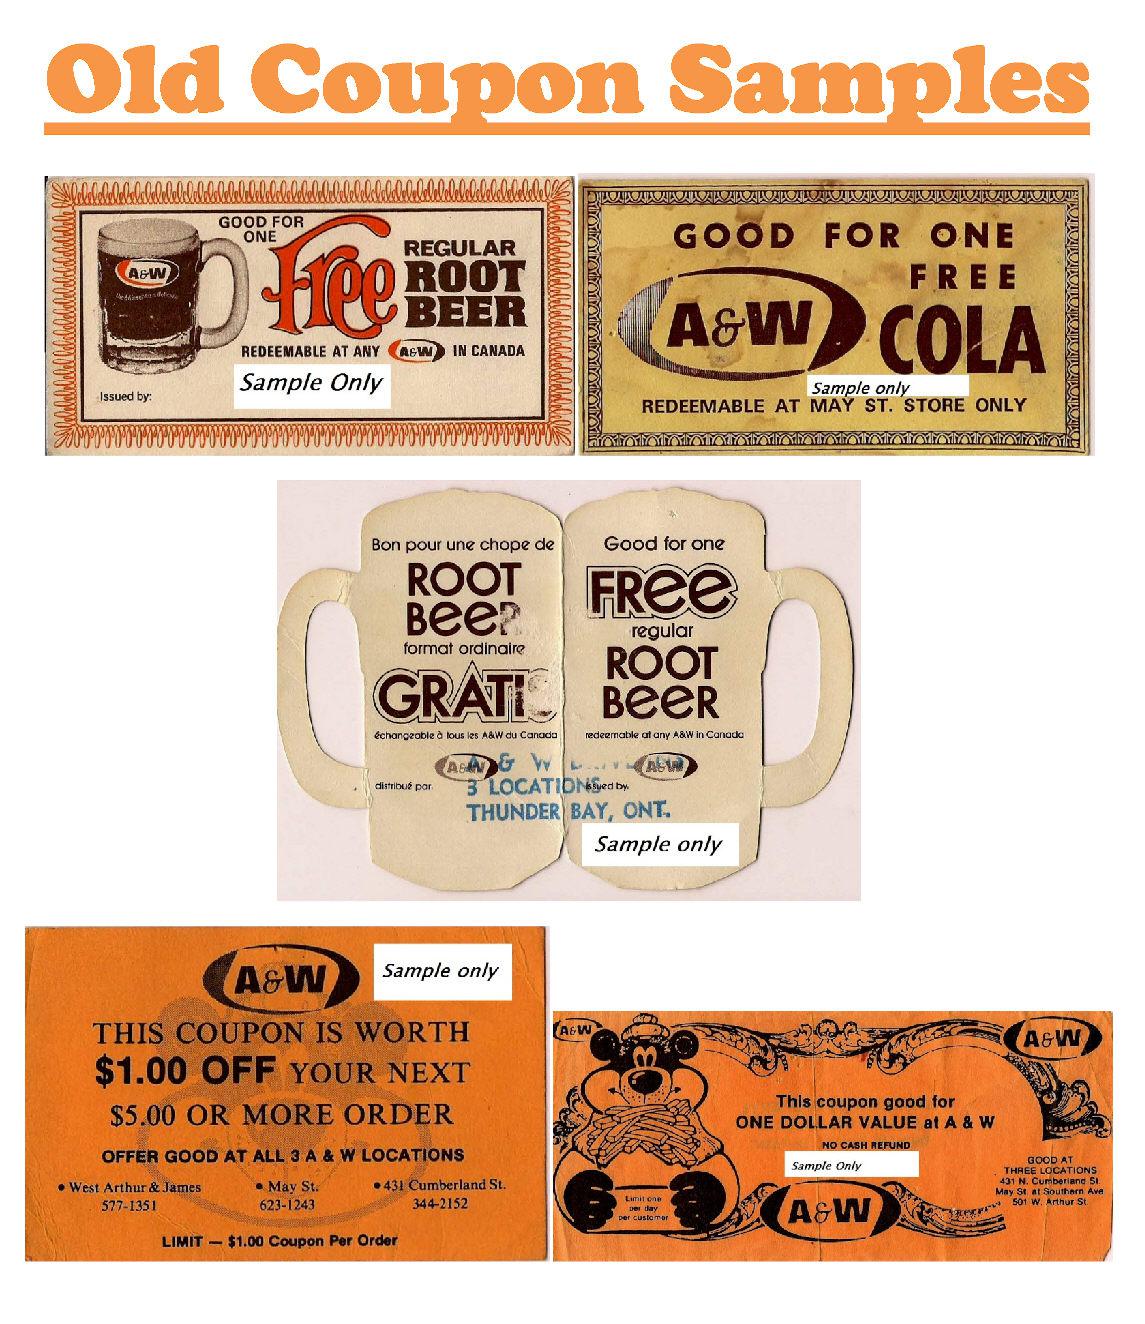 Old Coupon Samples
A&W
GOOD FOR
ONE
Free
REGULAR
ROOT
BEER
REDEEMABLE AT ANY A&W IN CANADA
Sample Only
Issued by:
GOOD FOR ONE
FREE
A&W COLA
Sample only
REDEEMABLE AT MAY ST. STORE ONLY
Bon pour une chope de
ROOT
BEER
format ordinaire
GRATIS
échangeable à tous les A&W du Canada
A&W
distribué par
Good for one
FREE
regular
ROOT
BEER
redeemable at any A&W in Canada
A&W
issued by
A & W
3 LOCATIONS
THUNDER BAY, ONT.
Sample only
A&W
Sample only
THIS COUPON IS WORTH
$1.00 OFF YOUR NEXT
$5.00 OR MORE ORDER
OFFER GOOD AT ALL 3 A & W LOCATIONS
• West Arthur & James • May St. • 431 Cumberland St.
577-1351 623-1243 344-2152
LIMIT — $1.00 Coupon Per Order
A&W
A&W
This coupon good for
ONE DOLLAR VALUE at A & W
NO CASH REFUND
Sample Only
A&W
Limit one
per day
per customer
GOOD AT
THREE LOCATIONS
431 N. Cumberland St.
May St. at Southern Ave
501 W. Arthur St.